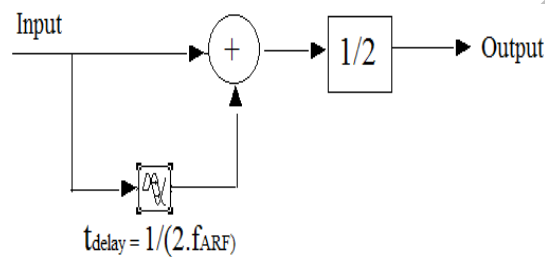 Input
+
1/2
Output
tdelay = 1/(2.fARF)